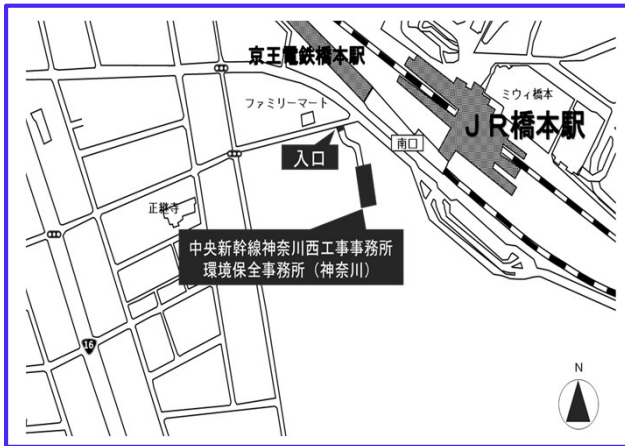 京王電鉄橋本駅
ファミリーマート
ミウィ橋本
JR橋本駅
南口
入口
正継寺
中央新幹線神奈川西工事事務所
環境保全事務所（神奈川）
16
N